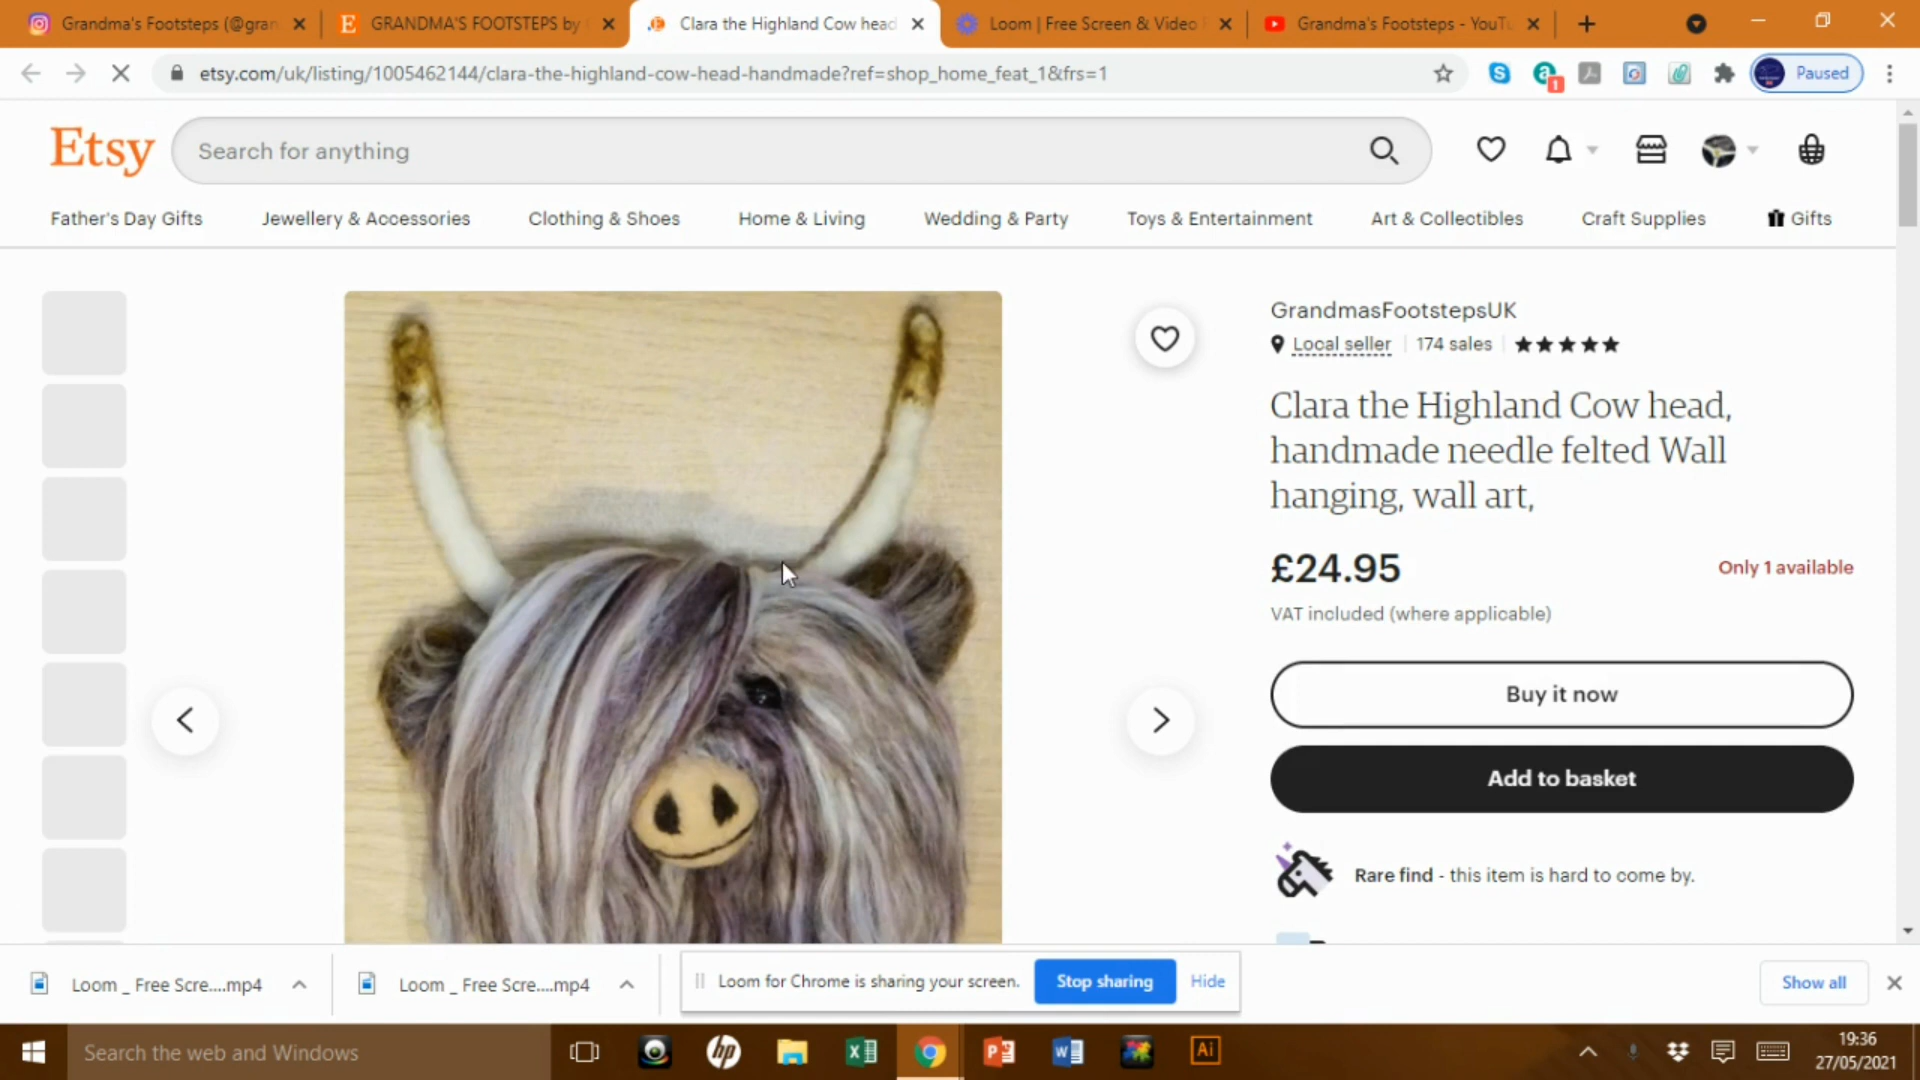 Grandma's Footsteps (@gran
GRANDMA'S FOOTSTEPS by
Clara the Highland Cow head
Loom | Free Screen & Video
Grandma's Footsteps - YouTu
etsy.com/uk/listing/1005462144/clara-the-highland-cow-head-handmade?ref=shop_home_feat_1&frs=1
1
Paused
Etsy
Search for anything
Father's Day Gifts
Jewellery & Accessories
Clothing & Shoes
Home & Living
Wedding & Party
Toys & Entertainment
Art & Collectibles
Craft Supplies
Gifts
GrandmasFootstepsUK
Local seller
174 sales
Clara the Highland Cow head,
handmade needle felted Wall
hanging, wall art,
£24.95
Only 1 available
VAT included (where applicable)
Buy it now
Add to basket
Rare find - this item is hard to come by.
Loom _ Free Scre....mp4
Loom _ Free Scre....mp4
Loom for Chrome is sharing your screen.
Stop sharing
Hide
Show all
Search the web and Windows
hp
Ai
19:36
27/05/2021